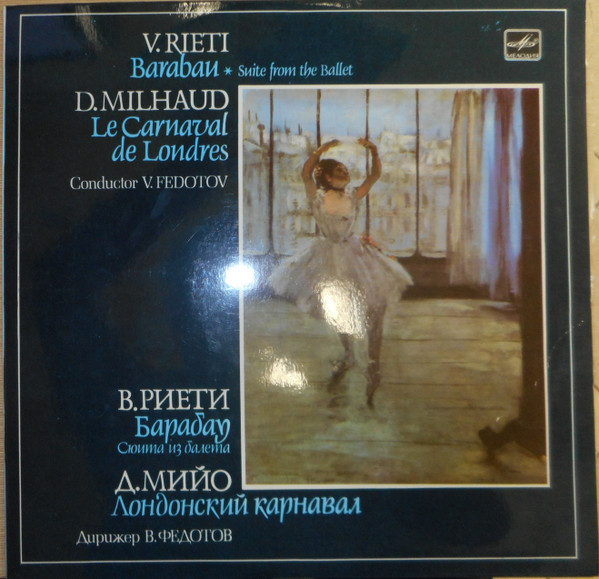 V. RIETI
Barabau * Suite from the Ballet
D. MILHAUD
Le Carnaval
de Londres
Conductor V. FEDOTOV
МЕЛОДИЯ
В. РИЕТИ
Барабау
Сюита из балета
Д. МИЙО
Лондонский карнавал
Дирижер В. ФЕДОТОВ